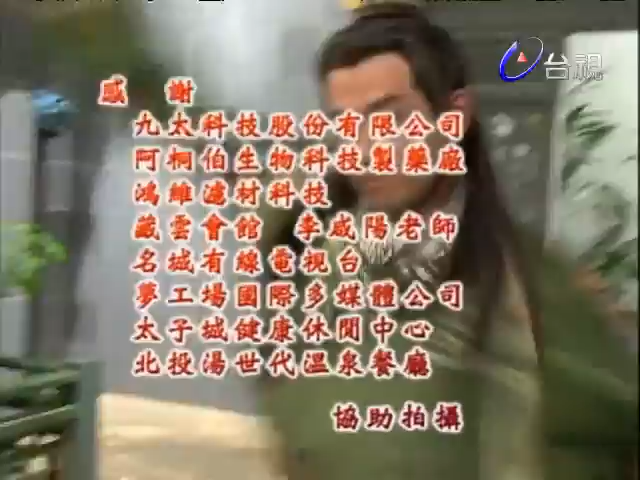 台視
感 謝
九太科技股份有限公司
阿桐伯生物科技製藥廠
鴻維濾材科技
藏雲會館 李咸陽老師
名城有線電視台
夢工場國際多媒體公司
太子城健康休閒中心
北投湯世代溫泉餐廳
協助拍攝